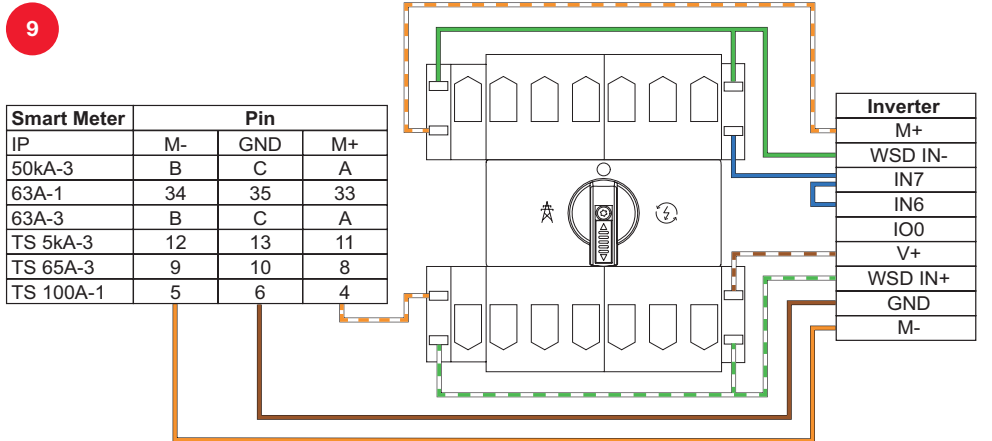 9
Smart Meter Pin
IP M- GND M+
50kA-3 B C A
63A-1 34 35 33
63A-3 B C A
TS 5kA-3 12 13 11
TS 65A-3 9 10 8
TS 100A-1 5 6 4
Inverter
M+
WSD IN-
IN7
IN6
IO0
V+
WSD IN+
GND
M-